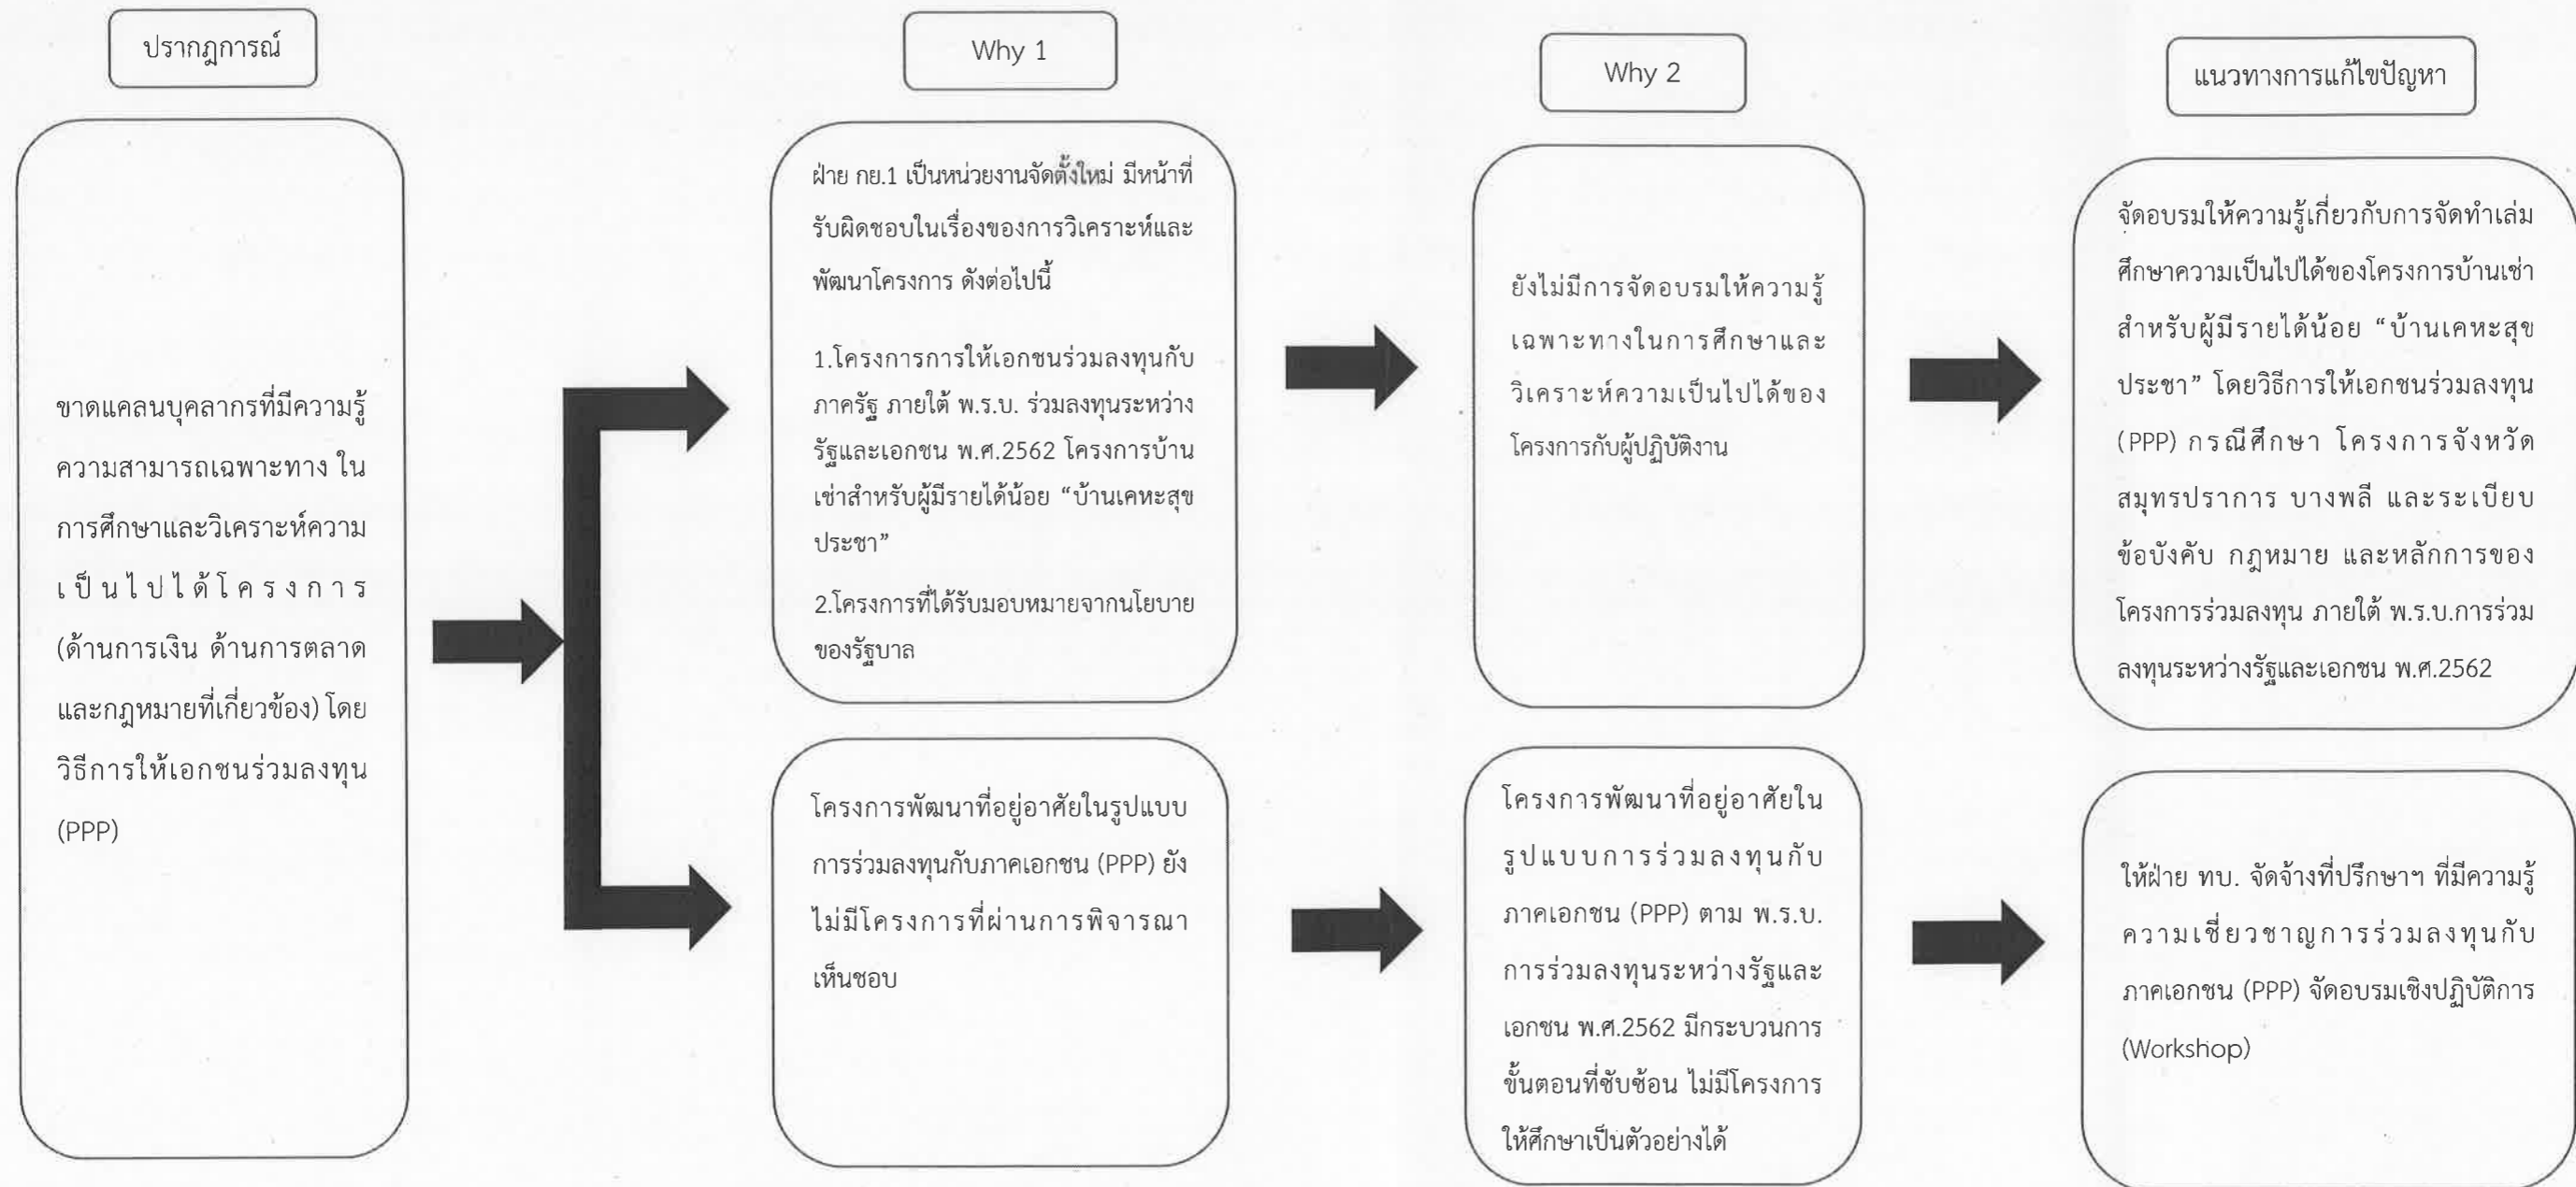 ปรากฏการณ์
ขาดแคลนบุคลากรที่มีความรู้
ความสามารถเฉพาะทาง ใน
การศึกษาและวิเคราะห์ความ
เป็นไปได้โครงการ
(ด้านการเงิน ด้านการตลาด
และกฎหมายที่เกี่ยวข้อง) โดย
วิธีการให้เอกชนร่วมลงทุน
(PPP)
Why 1
ฝ่าย กย.1 เป็นหน่วยงานจัดตั้งใหม่ มีหน้าที่
รับผิดชอบในเรื่องของการวิเคราะห์และ
พัฒนาโครงการ ดังต่อไปนี้
1.โครงการการให้เอกชนร่วมลงทุนกับ
ภาครัฐ ภายใต้ พ.ร.บ. ร่วมลงทุนระหว่าง
รัฐและเอกชน พ.ศ.2562 โครงการบ้าน
เช่าสำหรับผู้มีรายได้น้อย “บ้านเคหะสุข
ประชา”
2.โครงการที่ได้รับมอบหมายจากนโยบาย
ของรัฐบาล
โครงการพัฒนาที่อยู่อาศัยในรูปแบบ
การร่วมลงทุนกับภาคเอกชน (PPP) ยัง
ไม่มีโครงการที่ผ่านการพิจารณา
เห็นชอบ
Why 2
ยังไม่มีการจัดอบรมให้ความรู้
เฉพาะทางในการศึกษาและ
วิเคราะห์ความเป็นไปได้ของ
โครงการกับผู้ปฏิบัติงาน
โครงการพัฒนาที่อยู่อาศัยใน
รูปแบบการร่วมลงทุนกับ
ภาคเอกชน (PPP) ตาม พ.ร.บ.
การร่วมลงทุนระหว่างรัฐและ
เอกชน พ.ศ.2562 มีกระบวนการ
ขั้นตอนที่ซับซ้อน ไม่มีโครงการ
ให้ศึกษาเป็นตัวอย่างได้
แนวทางการแก้ไขปัญหา
จัดอบรมให้ความรู้เกี่ยวกับการจัดทำเล่ม
ศึกษาความเป็นไปได้ของโครงการบ้านเช่า
สำหรับผู้มีรายได้น้อย “บ้านเคหะสุข
ประชา” โดยวิธีการให้เอกชนร่วมลงทุน
(PPP) กรณีศึกษา โครงการจังหวัด
สมุทรปราการ บางพลี และระเบียบ
ข้อบังคับ กฎหมาย และหลักการของ
โครงการร่วมลงทุน ภายใต้ พ.ร.บ.การร่วม
ลงทุนระหว่างรัฐและเอกชน พ.ศ.2562
ให้ฝ่าย ทบ. จัดจ้างที่ปรึกษาฯ ที่มีความรู้
ความเชี่ยวชาญการร่วมลงทุนกับ
ภาคเอกชน (PPP) จัดอบรมเชิงปฏิบัติการ
(Workshop)